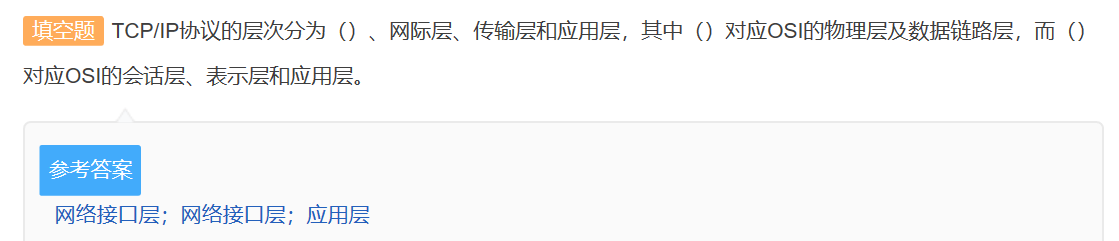 填空题 TCP/IP协议的层次分为（）、网际层、传输层和应用层，其中（）对应OSI的物理层及数据链路层，而（）
对应OSI的会话层、表示层和应用层。
参考答案
网络接口层；网络接口层；应用层